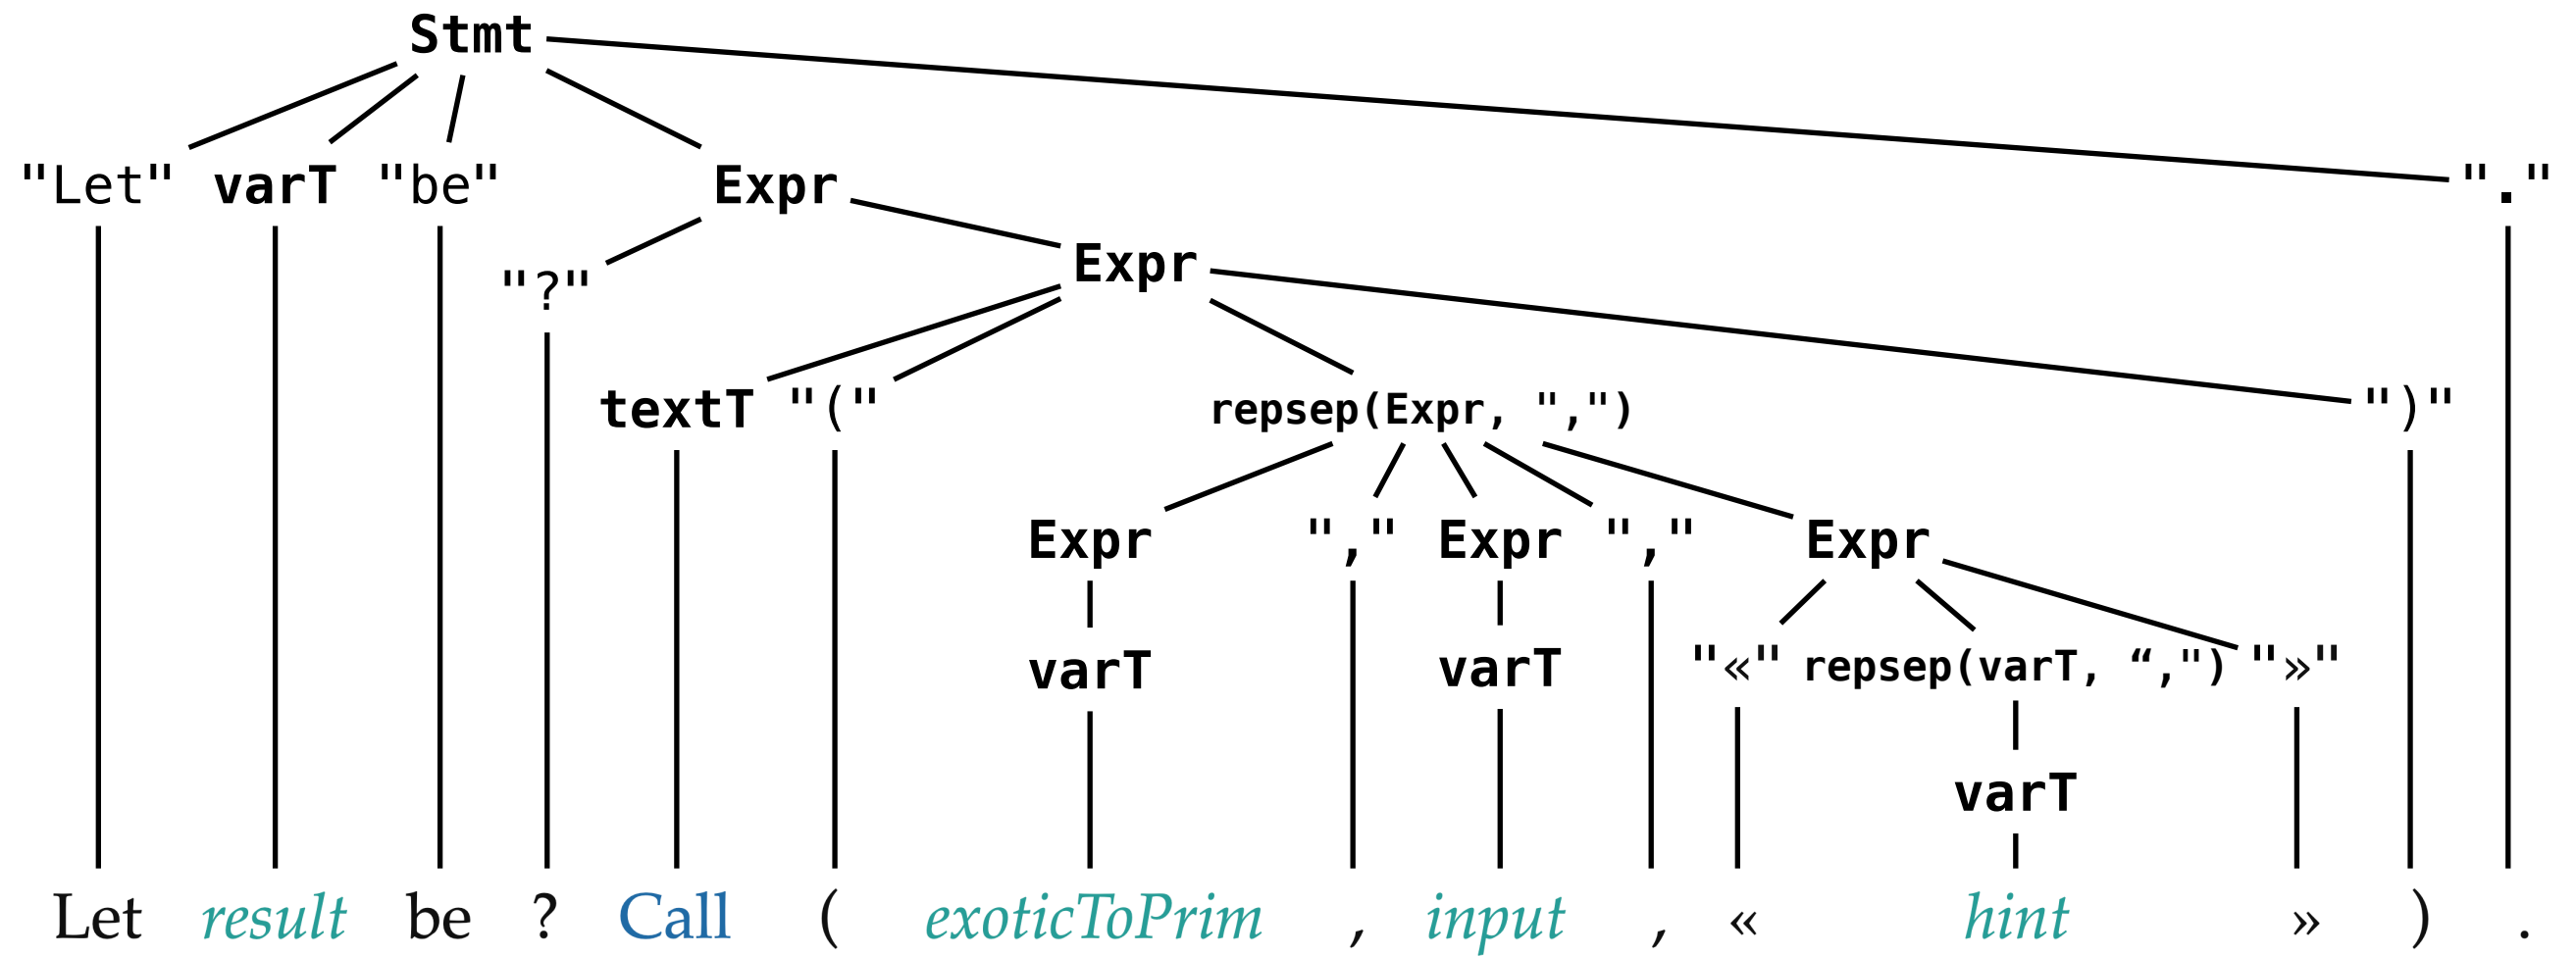 Stmt
"Let" varT "be" Expr "."
Expr
"?"
textT "(" repsep(Expr, ",") ")"
Expr "," Expr "," Expr
varT varT "«" repsep(varT, “,") "»"
varT
Let result be ? Call ( exoticToPrim , input , « hint » ) .